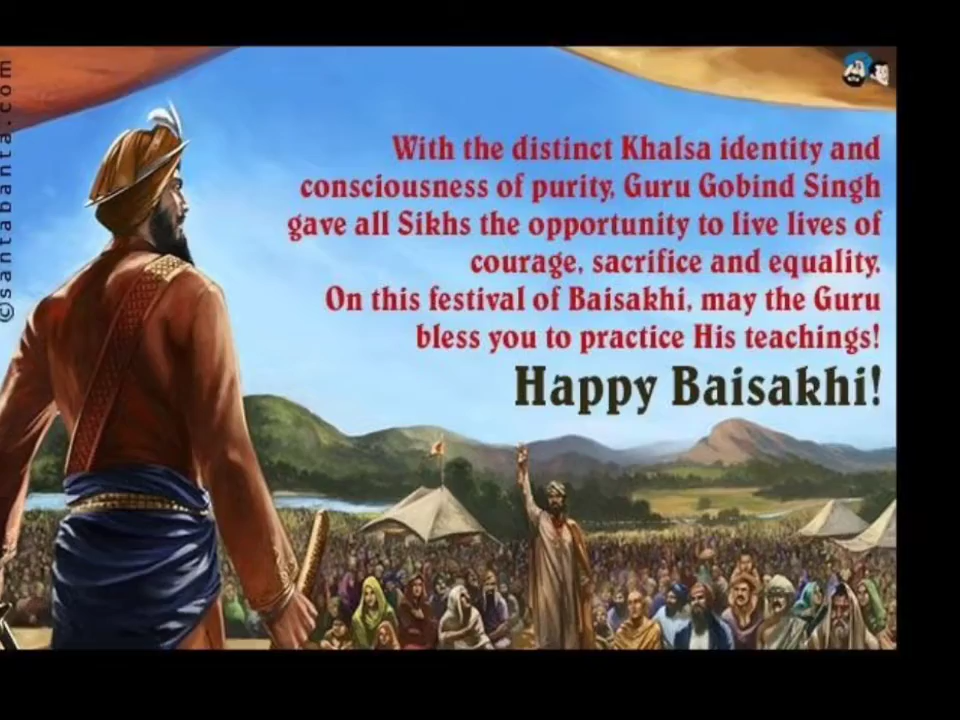 ©santabanta.com
With the distinct Khalsa identity and
consciousness of purity, Guru Gobind Singh
gave all Sikhs the opportunity to live lives of
courage, sacrifice and equality.
On this festival of Baisakhi, may the Guru
bless you to practice His teachings!
Happy Baisakhi!